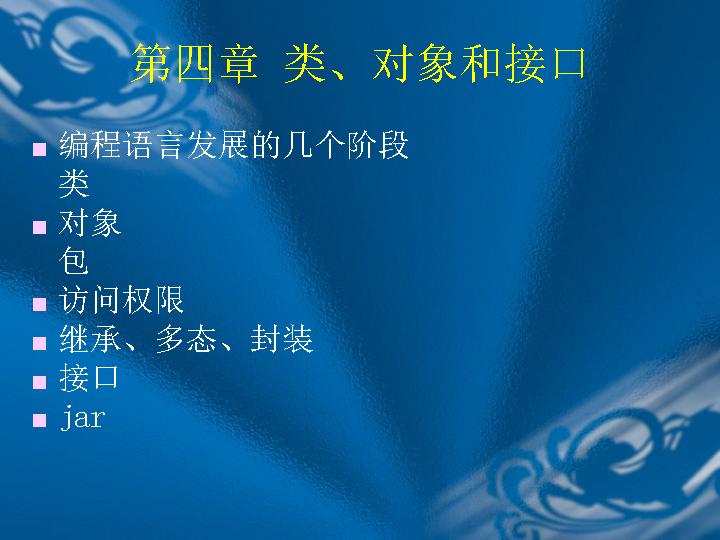 第四章 类、对象和接口
编程语言发展的几个阶段
类
对象
包
访问权限
继承、多态、封装
接口
jar